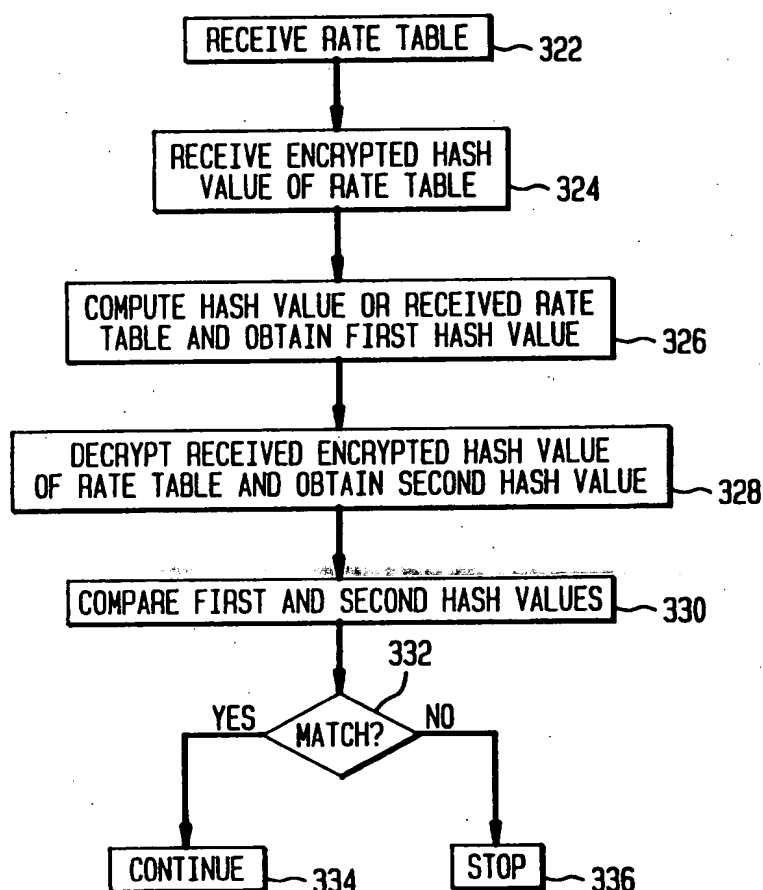 RECEIVE RATE TABLE
322
RECEIVE ENCRYPTED HASH
VALUE OF RATE TABLE
324
COMPUTE HASH VALUE OR RECEIVED RATE
TABLE AND OBTAIN FIRST HASH VALUE
326
DECRYPT RECEIVED ENCRYPTED HASH VALUE
OF RATE TABLE AND OBTAIN SECOND HASH VALUE
328
COMPARE FIRST AND SECOND HASH VALUES
330
332
YES
MATCH?
NO
CONTINUE
334
STOP
336